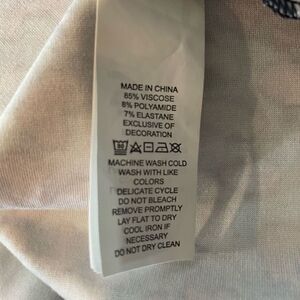 MADE IN CHINA
85% VISCOSE
8% POLYAMIDE
7% ELASTANE
EXCLUSIVE OF
DECORATION
MACHINE WASH COLD
WASH WITH LIKE
COLORS
DELICATE CYCLE
DO NOT BLEACH
REMOVE PROMPTLY
LAY FLAT TO DRY
COOL IRON IF
NECESSARY
DO NOT DRY CLEAN